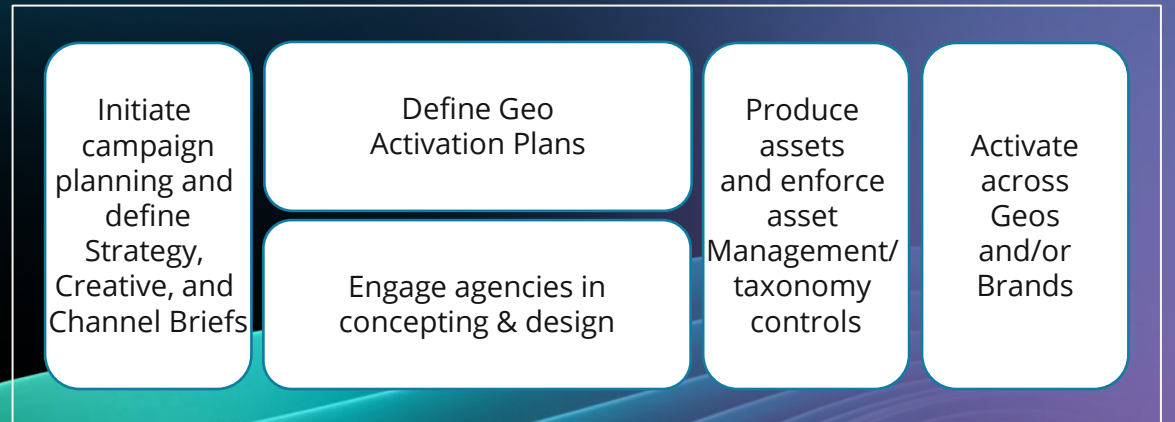 Initiate
campaign
planning and
define
Strategy,
Creative, and
Channel Briefs
Define Geo
Activation Plans
Engage agencies in
concepting & design
Produce
assets
and enforce
asset
Management/
taxonomy
controls
Activate
across
Geos
and/or
Brands